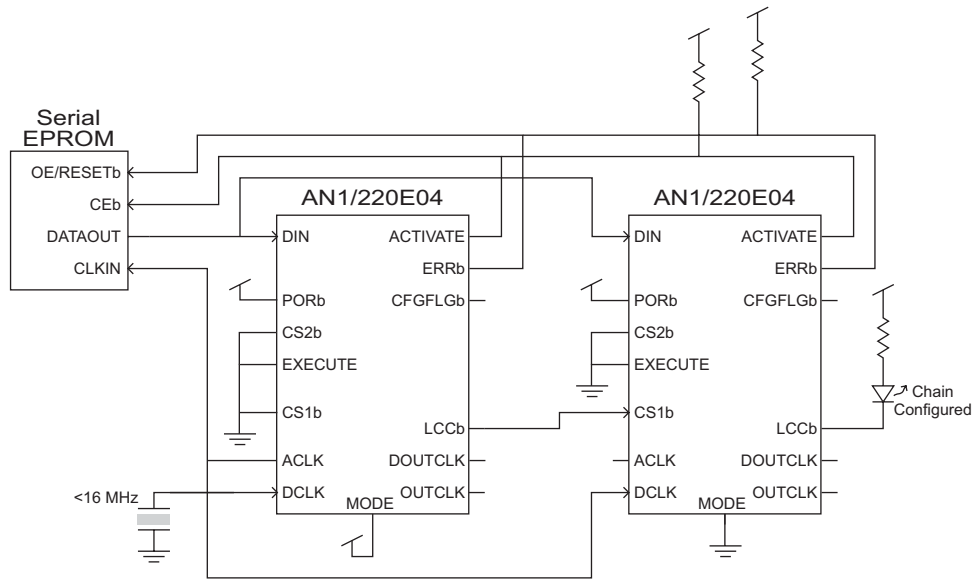 Serial
EPROM
OE/RESETb
CEb
DATAOUT
CLKIN
AN1/220E04
DIN
PORb
CS2b
EXECUTE
CS1b
ACLK
DCLK
ACTIVATE
ERRb
CFGFLGb
LCCb
DOUTCLK
OUTCLK
MODE
<16 MHz
AN1/220E04
DIN
PORb
CS2b
EXECUTE
CS1b
ACLK
DCLK
ACTIVATE
ERRb
CFGFLGb
LCCb
DOUTCLK
OUTCLK
MODE
Chain
Configured